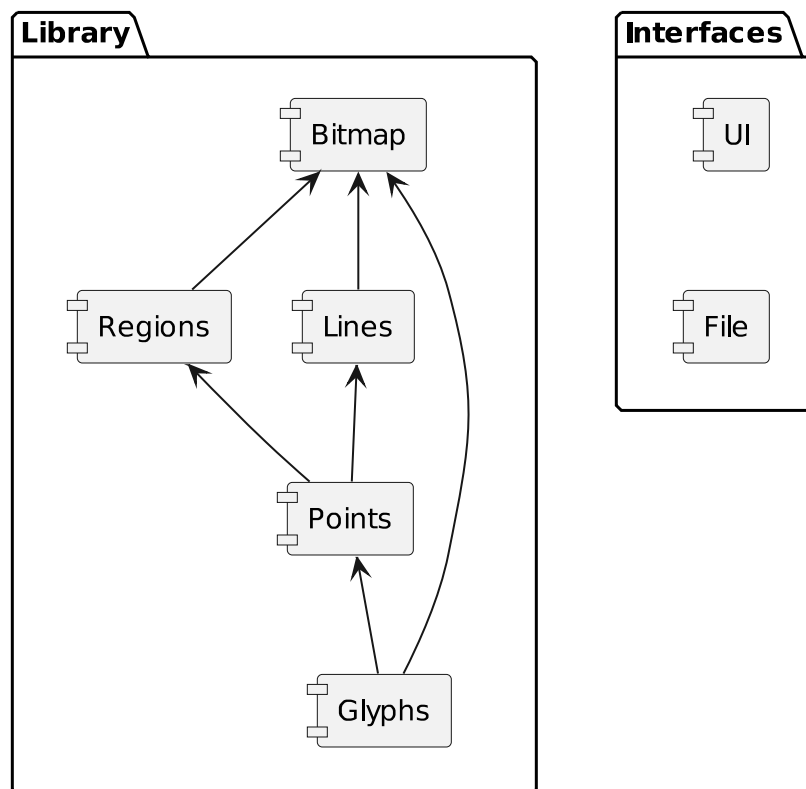 Library
Bitmap
Regions
Lines
Points
Glyphs
Interfaces
UI
File